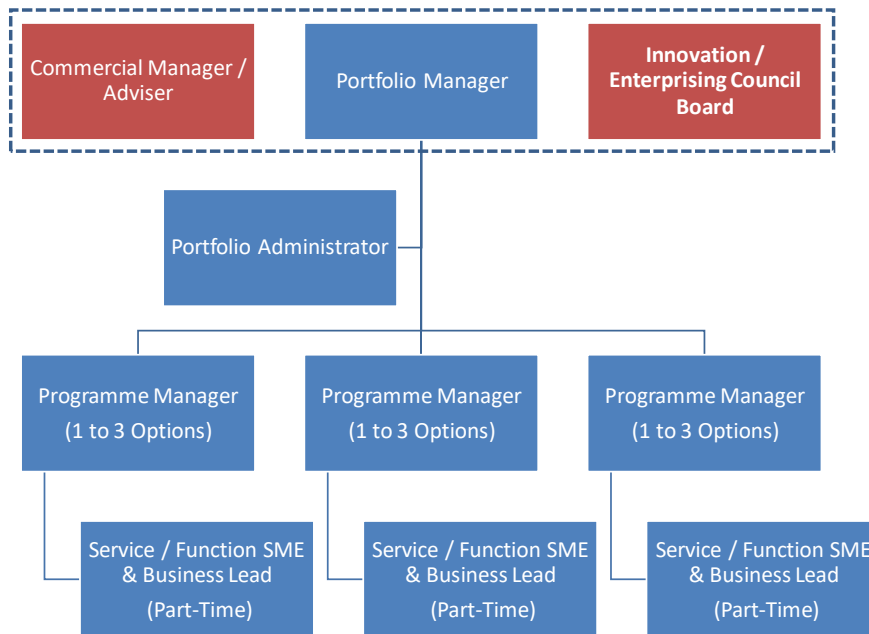 Commercial Manager /
Adviser
Portfolio Manager
Innovation /
Enterprising Council
Board
Portfolio Administrator
Programme Manager
(1 to 3 Options)
Programme Manager
(1 to 3 Options)
Programme Manager
(1 to 3 Options)
Service / Function SME
& Business Lead
(Part-Time)
Service / Function SME
& Business Lead
(Part-Time)
Service / Function SME
& Business Lead
(Part-Time)